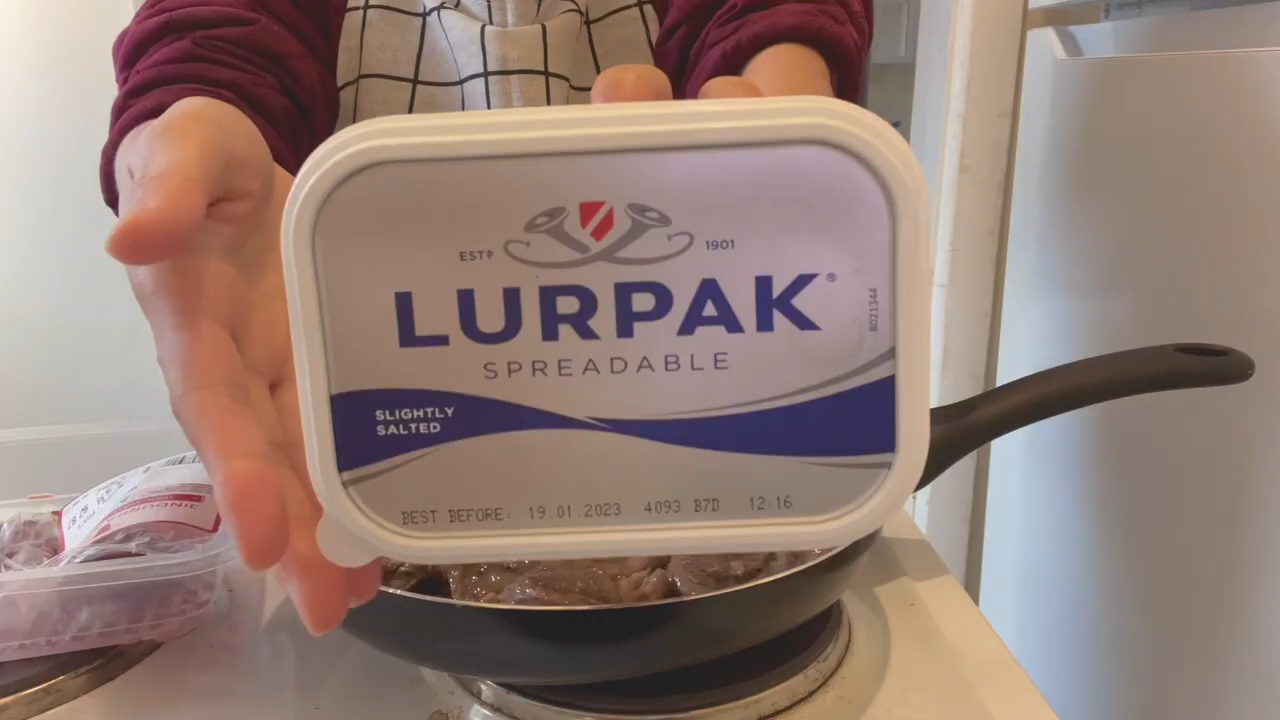 ESTD 1901
LURPAK®
8021344
SPREADABLE
SLIGHTLY
SALTED
BEST BEFORE: 19.01.2023 4093 B7D 12:16